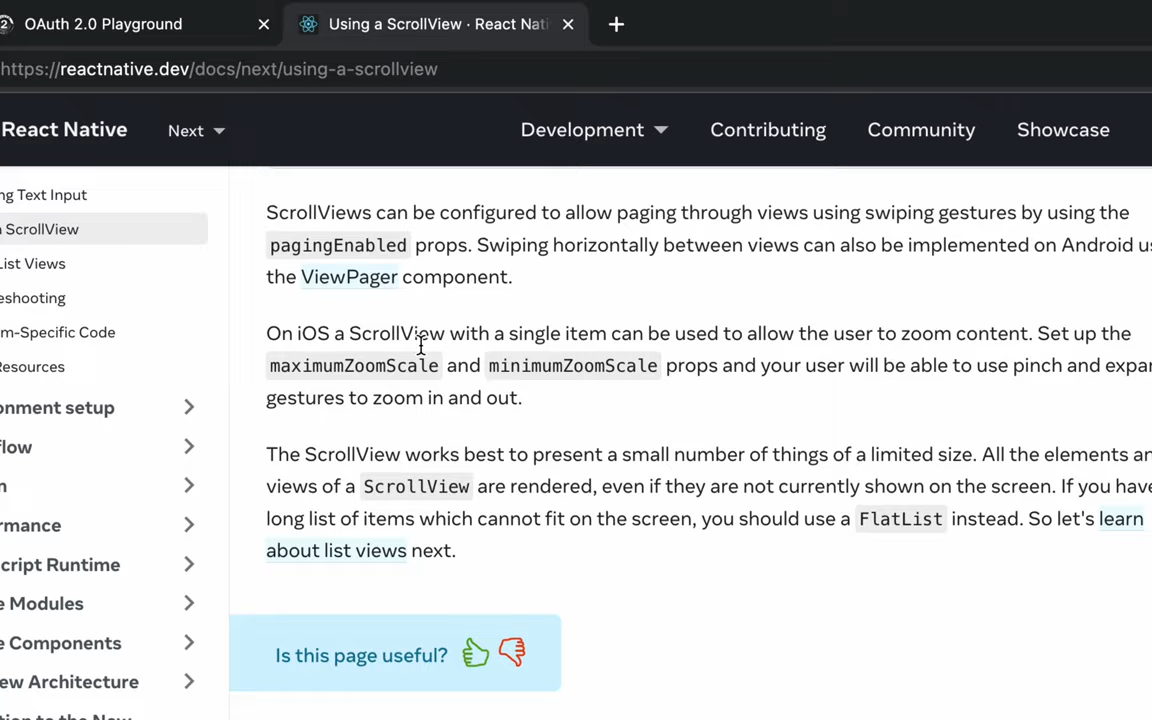 OAuth 2.0 Playground
Using a ScrollView · React Nati
https://reactnative.dev/docs/next/using-a-scrollview
React Native
Next
Development
Contributing
Community
Showcase
ng Text Input
ScrollView
List Views
eshooting
m-Specific Code
Resources
onment setup
flow
n
rmance
cript Runtime
e Modules
e Components
ew Architecture
ScrollViews can be configured to allow paging through views using swiping gestures by using the
pagingEnabled props. Swiping horizontally between views can also be implemented on Android us
the ViewPager component.
On iOS a ScrollView with a single item can be used to allow the user to zoom content. Set up the
maximumZoomScale and minimumZoomScale props and your user will be able to use pinch and expan
gestures to zoom in and out.
The ScrollView works best to present a small number of things of a limited size. All the elements an
views of a ScrollView are rendered, even if they are not currently shown on the screen. If you have
long list of items which cannot fit on the screen, you should use a FlatList instead. So let's learn
about list views next.
Is this page useful?